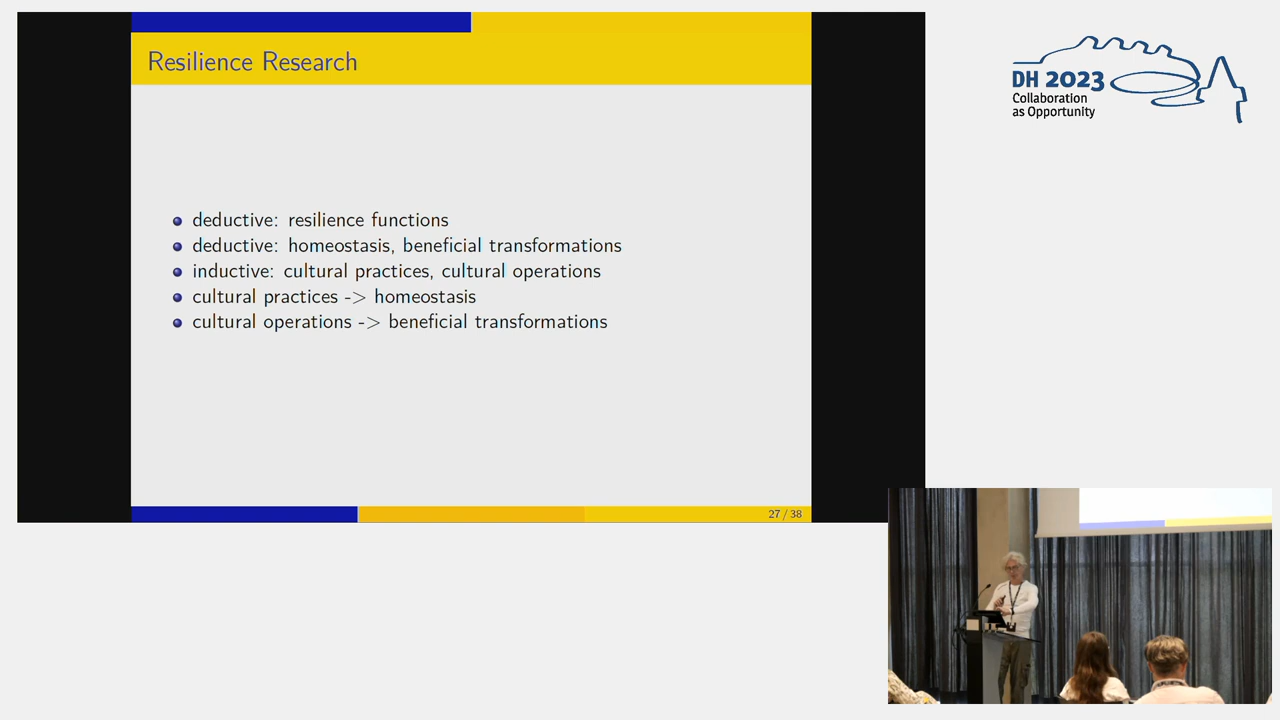 Resilience Research
deductive: resilience functions
deductive: homeostasis, beneficial transformations
inductive: cultural practices, cultural operations
cultural practices -> homeostasis
cultural operations -> beneficial transformations
27 / 38
DH 2023
Collaboration
as Opportunity